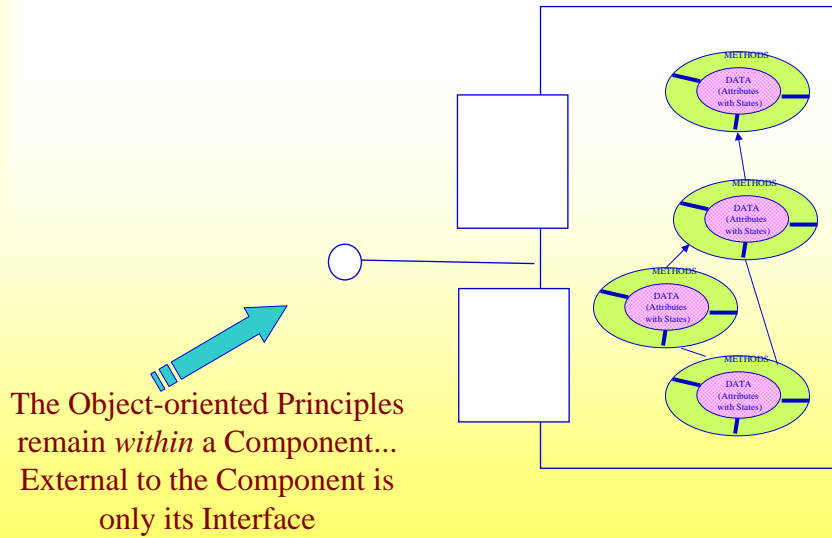 METHODS
DATA
(Attributes
with States)
METHODS
DATA
(Attributes
with States)
METHODS
DATA
(Attributes
with States)
METHODS
DATA
(Attributes
with States)
The Object-oriented Principles
remain within a Component...
External to the Component is
only its Interface